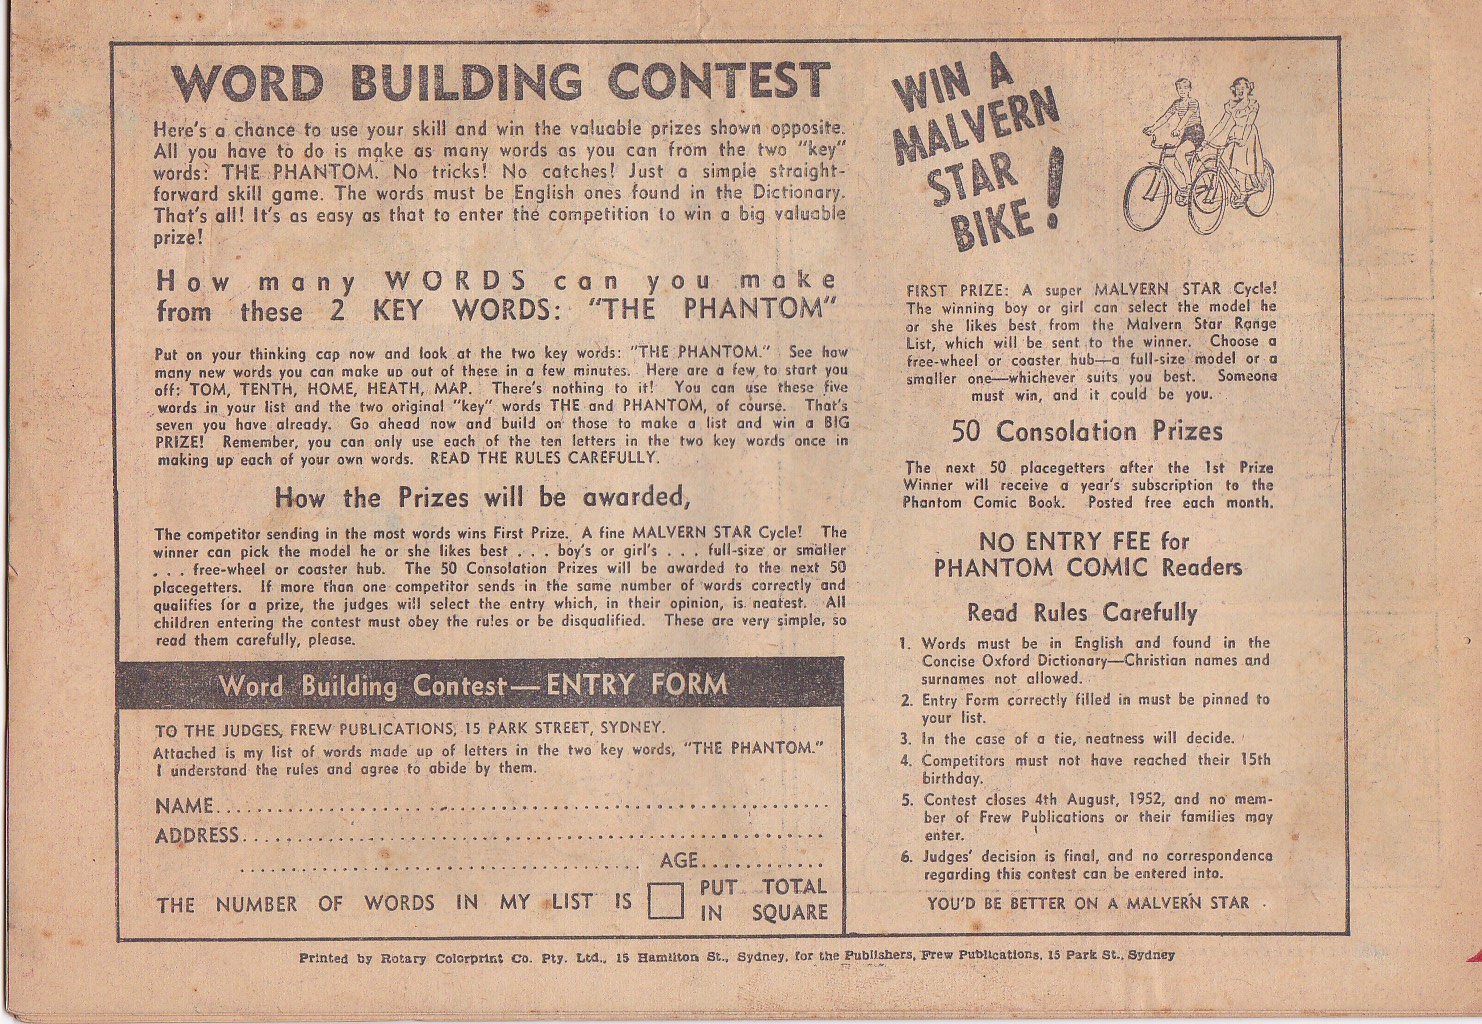 WORD BUILDING CONTEST
Here's a chance to use your skill and win the valuable prizes shown opposite.
All you have to do is make as many words as you can from the two "key"
words: THE PHANTOM. No tricks! No catches! Just a simple straight-
forward skill game. The words must be English ones found in the Dictionary.
That's all! It's as easy as that to enter the competition to win a big valuable
prize!
How many WORDS can you make
from these 2 KEY WORDS: "THE PHANTOM"
Put on your thinking cap now and look at the two key words: "THE PHANTOM." See how
many new words you can make up out of these in a few minutes. Here are a few to start you
off: TOM, TENTH, HOME, HEATH, MAP. There's nothing to it! You can use these five
words in your list and the two original "key" words THE and PHANTOM, of course. That's
seven you have already. Go ahead now and build on those to make a list and win a BIG
PRIZE! Remember, you can only use each of the ten letters in the two key words once in
making up each of your own words. READ THE RULES CAREFULLY.
How the Prizes will be awarded,
The competitor sending in the most words wins First Prize. A fine MALVERN STAR Cycle! The
winner can pick the model he or she likes best . . . boy's or girl's . . . full-size or smaller
. . . free-wheel or coaster hub. The 50 Consolation Prizes will be awarded to the next 50
placegetters. If more than one competitor sends in the same number of words correctly and
qualifies for a prize, the judges will select the entry which, in their opinion, is neatest. All
children entering the contest must obey the rules or be disqualified. These are very simple, so
read them carefully, please.
Word Building Contest—ENTRY FORM
TO THE JUDGES, FREW PUBLICATIONS, 15 PARK STREET, SYDNEY.
Attached is my list of words made up of letters in the two key words, "THE PHANTOM."
I understand the rules and agree to abide by them.
NAME
ADDRESS
AGE
THE NUMBER OF WORDS IN MY LIST IS PUT TOTAL
IN SQUARE
WIN A
MALVERN
STAR
BIKE!
FIRST PRIZE: A super MALVERN STAR Cycle!
The winning boy or girl can select the model he
or she likes best from the Malvern Star Range
List, which will be sent to the winner. Choose a
free-wheel or coaster hub—a full-size model or a
smaller one—whichever suits you best. Someone
must win, and it could be you.
50 Consolation Prizes
The next 50 placegetters after the 1st Prize
Winner will receive a year's subscription to the
Phantom Comic Book. Posted free each month.
NO ENTRY FEE for
PHANTOM COMIC Readers
Read Rules Carefully
1. Words must be in English and found in the
Concise Oxford Dictionary—Christian names and
surnames not allowed.
2. Entry Form correctly filled in must be pinned to
your list.
3. In the case of a tie, neatness will decide.
4. Competitors must not have reached their 15th
birthday.
5. Contest closes 4th August, 1952, and no mem-
ber of Frew Publications or their families may
enter.
6. Judges' decision is final, and no correspondence
regarding this contest can be entered into.
YOU'D BE BETTER ON A MALVERN STAR
Printed by Rotary Colorprint Co. Pty. Ltd., 15 Hamilton St., Sydney, for the Publishers, Frew Publications, 15 Park St., Sydney